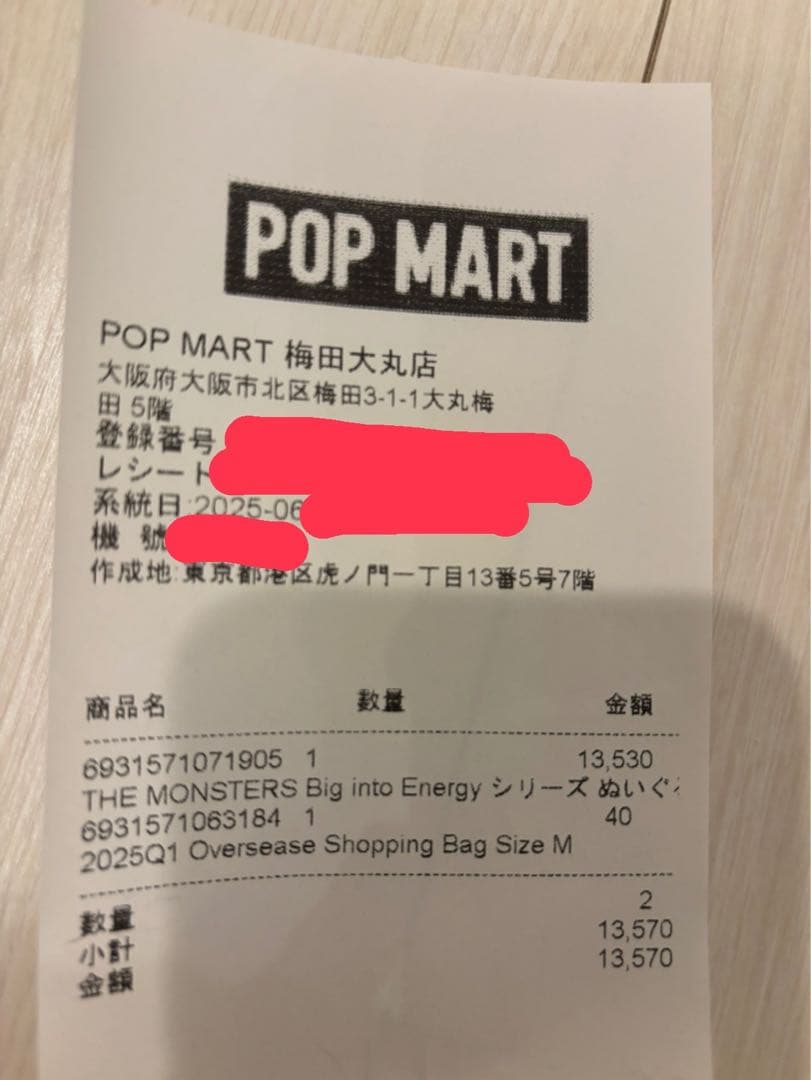 POP MART
POP MART 梅田大丸店
大阪府大阪市北区梅田3-1-1大丸梅
田 5階
登録番号
レシート
系統日:2025-06
機 號
作成地:東京都港区虎ノ門一丁目13番5号7階
商品名 数量 金額
6931571071905 1 13,530
THE MONSTERS Big into Energy シリーズ ぬいぐ
6931571063184 1 40
2025Q1 Oversease Shopping Bag Size M
数量 2
小計 13,570
金額 13,570